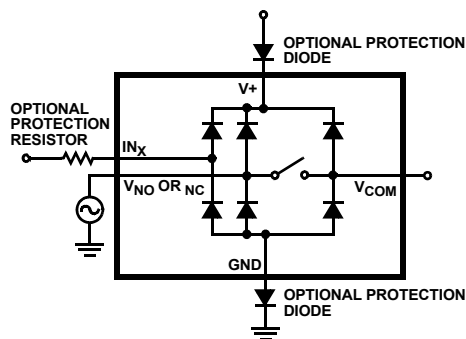 OPTIONAL PROTECTION
DIODE
V+
OPTIONAL
PROTECTION
RESISTOR
INX
VNO OR NC
VCOM
GND
OPTIONAL PROTECTION
DIODE